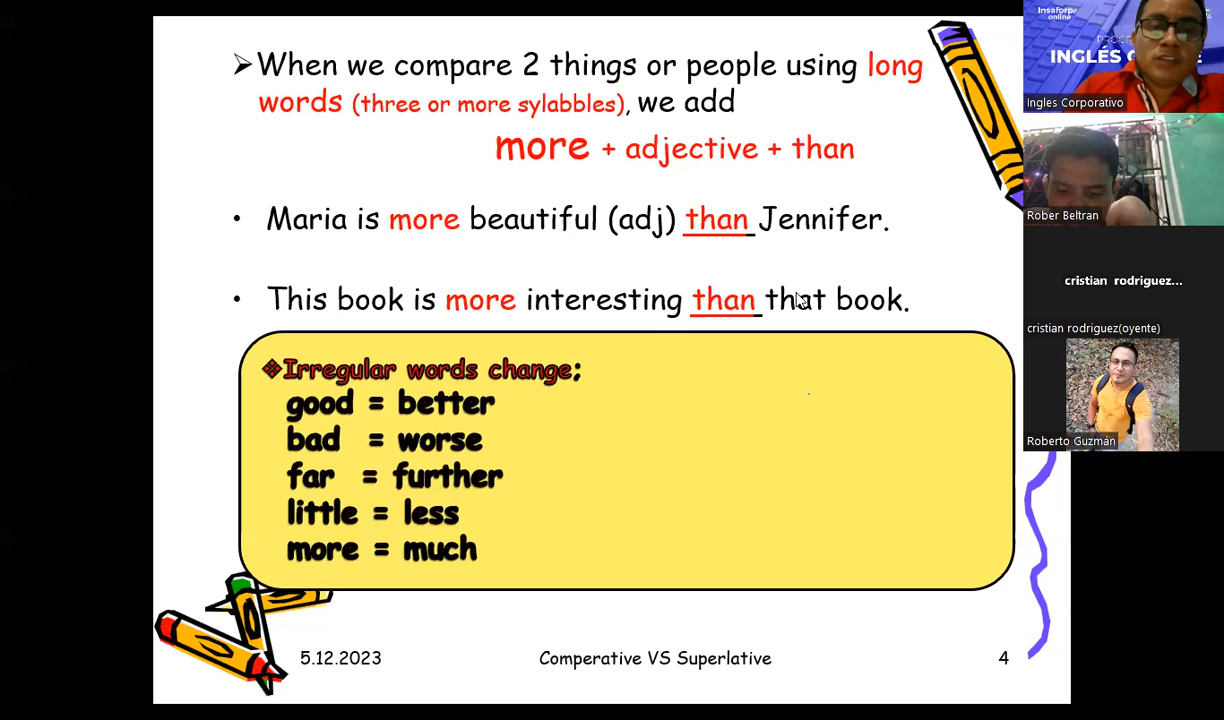 ➢When we compare 2 things or people using long
words (three or more sylabbles), we add
more + adjective + than
• Maria is more beautiful (adj) than Jennifer.
• This book is more interesting than that book.
❖Irregular words change;
good = better
bad = worse
far = further
little = less
more = much
5.12.2023 Comperative VS Superlative 4
Insaforp
online
INGLÉS
Ingles Corporativo
Rober Beltran
cristian rodriguez...
cristian rodriguez(oyente)
Roberto Guzmán